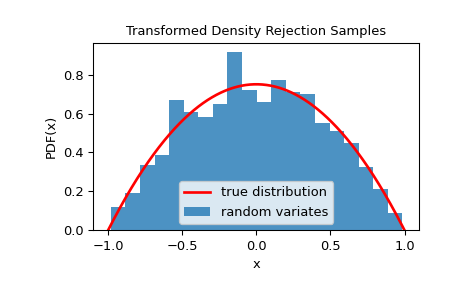 Transformed Density Rejection Samples
PDF(x)
0.8
0.6
0.4
0.2
0.0
true distribution
random variates
−1.0 −0.5 0.0 0.5 1.0
x